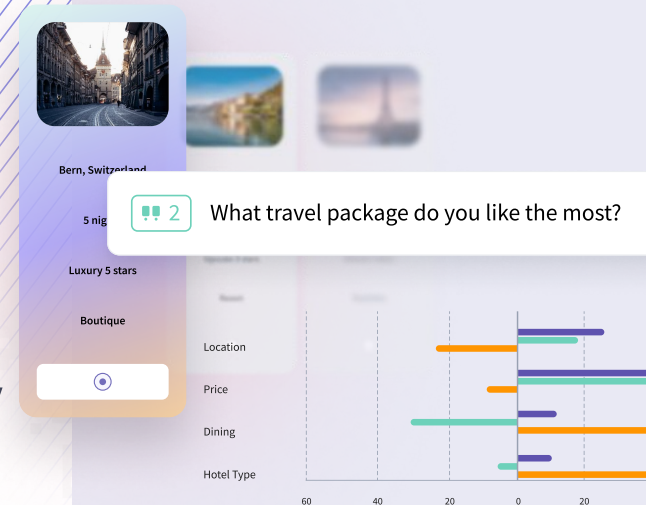 Bern, Switzerland
2 What travel package do you like the most?
5 nig
Luxury 5 stars
Boutique
Location
Price
Dining
Hotel Type
60 40 20 0 20